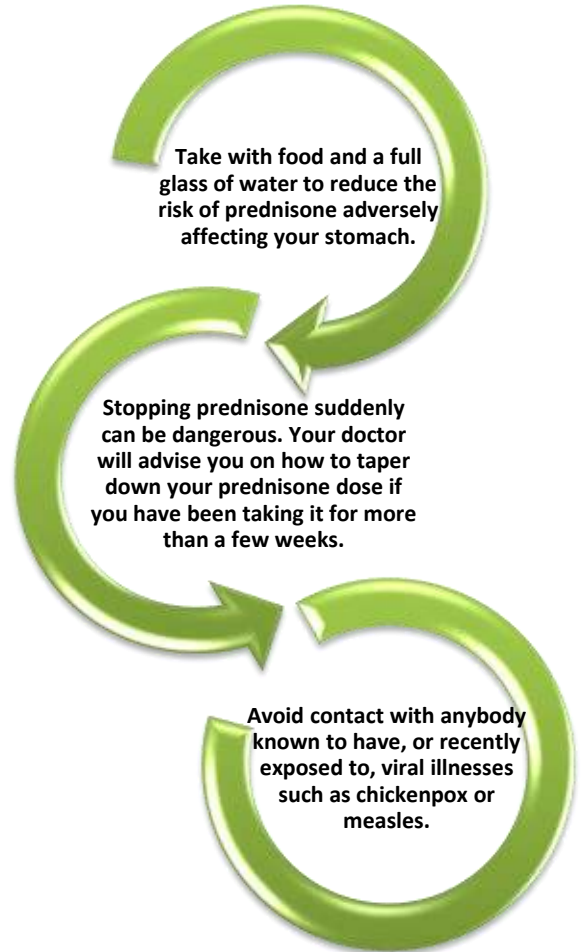 Take with food and a full
glass of water to reduce the
risk of prednisone adversely
affecting your stomach.
Stopping prednisone suddenly
can be dangerous. Your doctor
will advise you on how to taper
down your prednisone dose if
you have been taking it for more
than a few weeks.
Avoid contact with anybody
known to have, or recently
exposed to, viral illnesses
such as chickenpox or
measles.